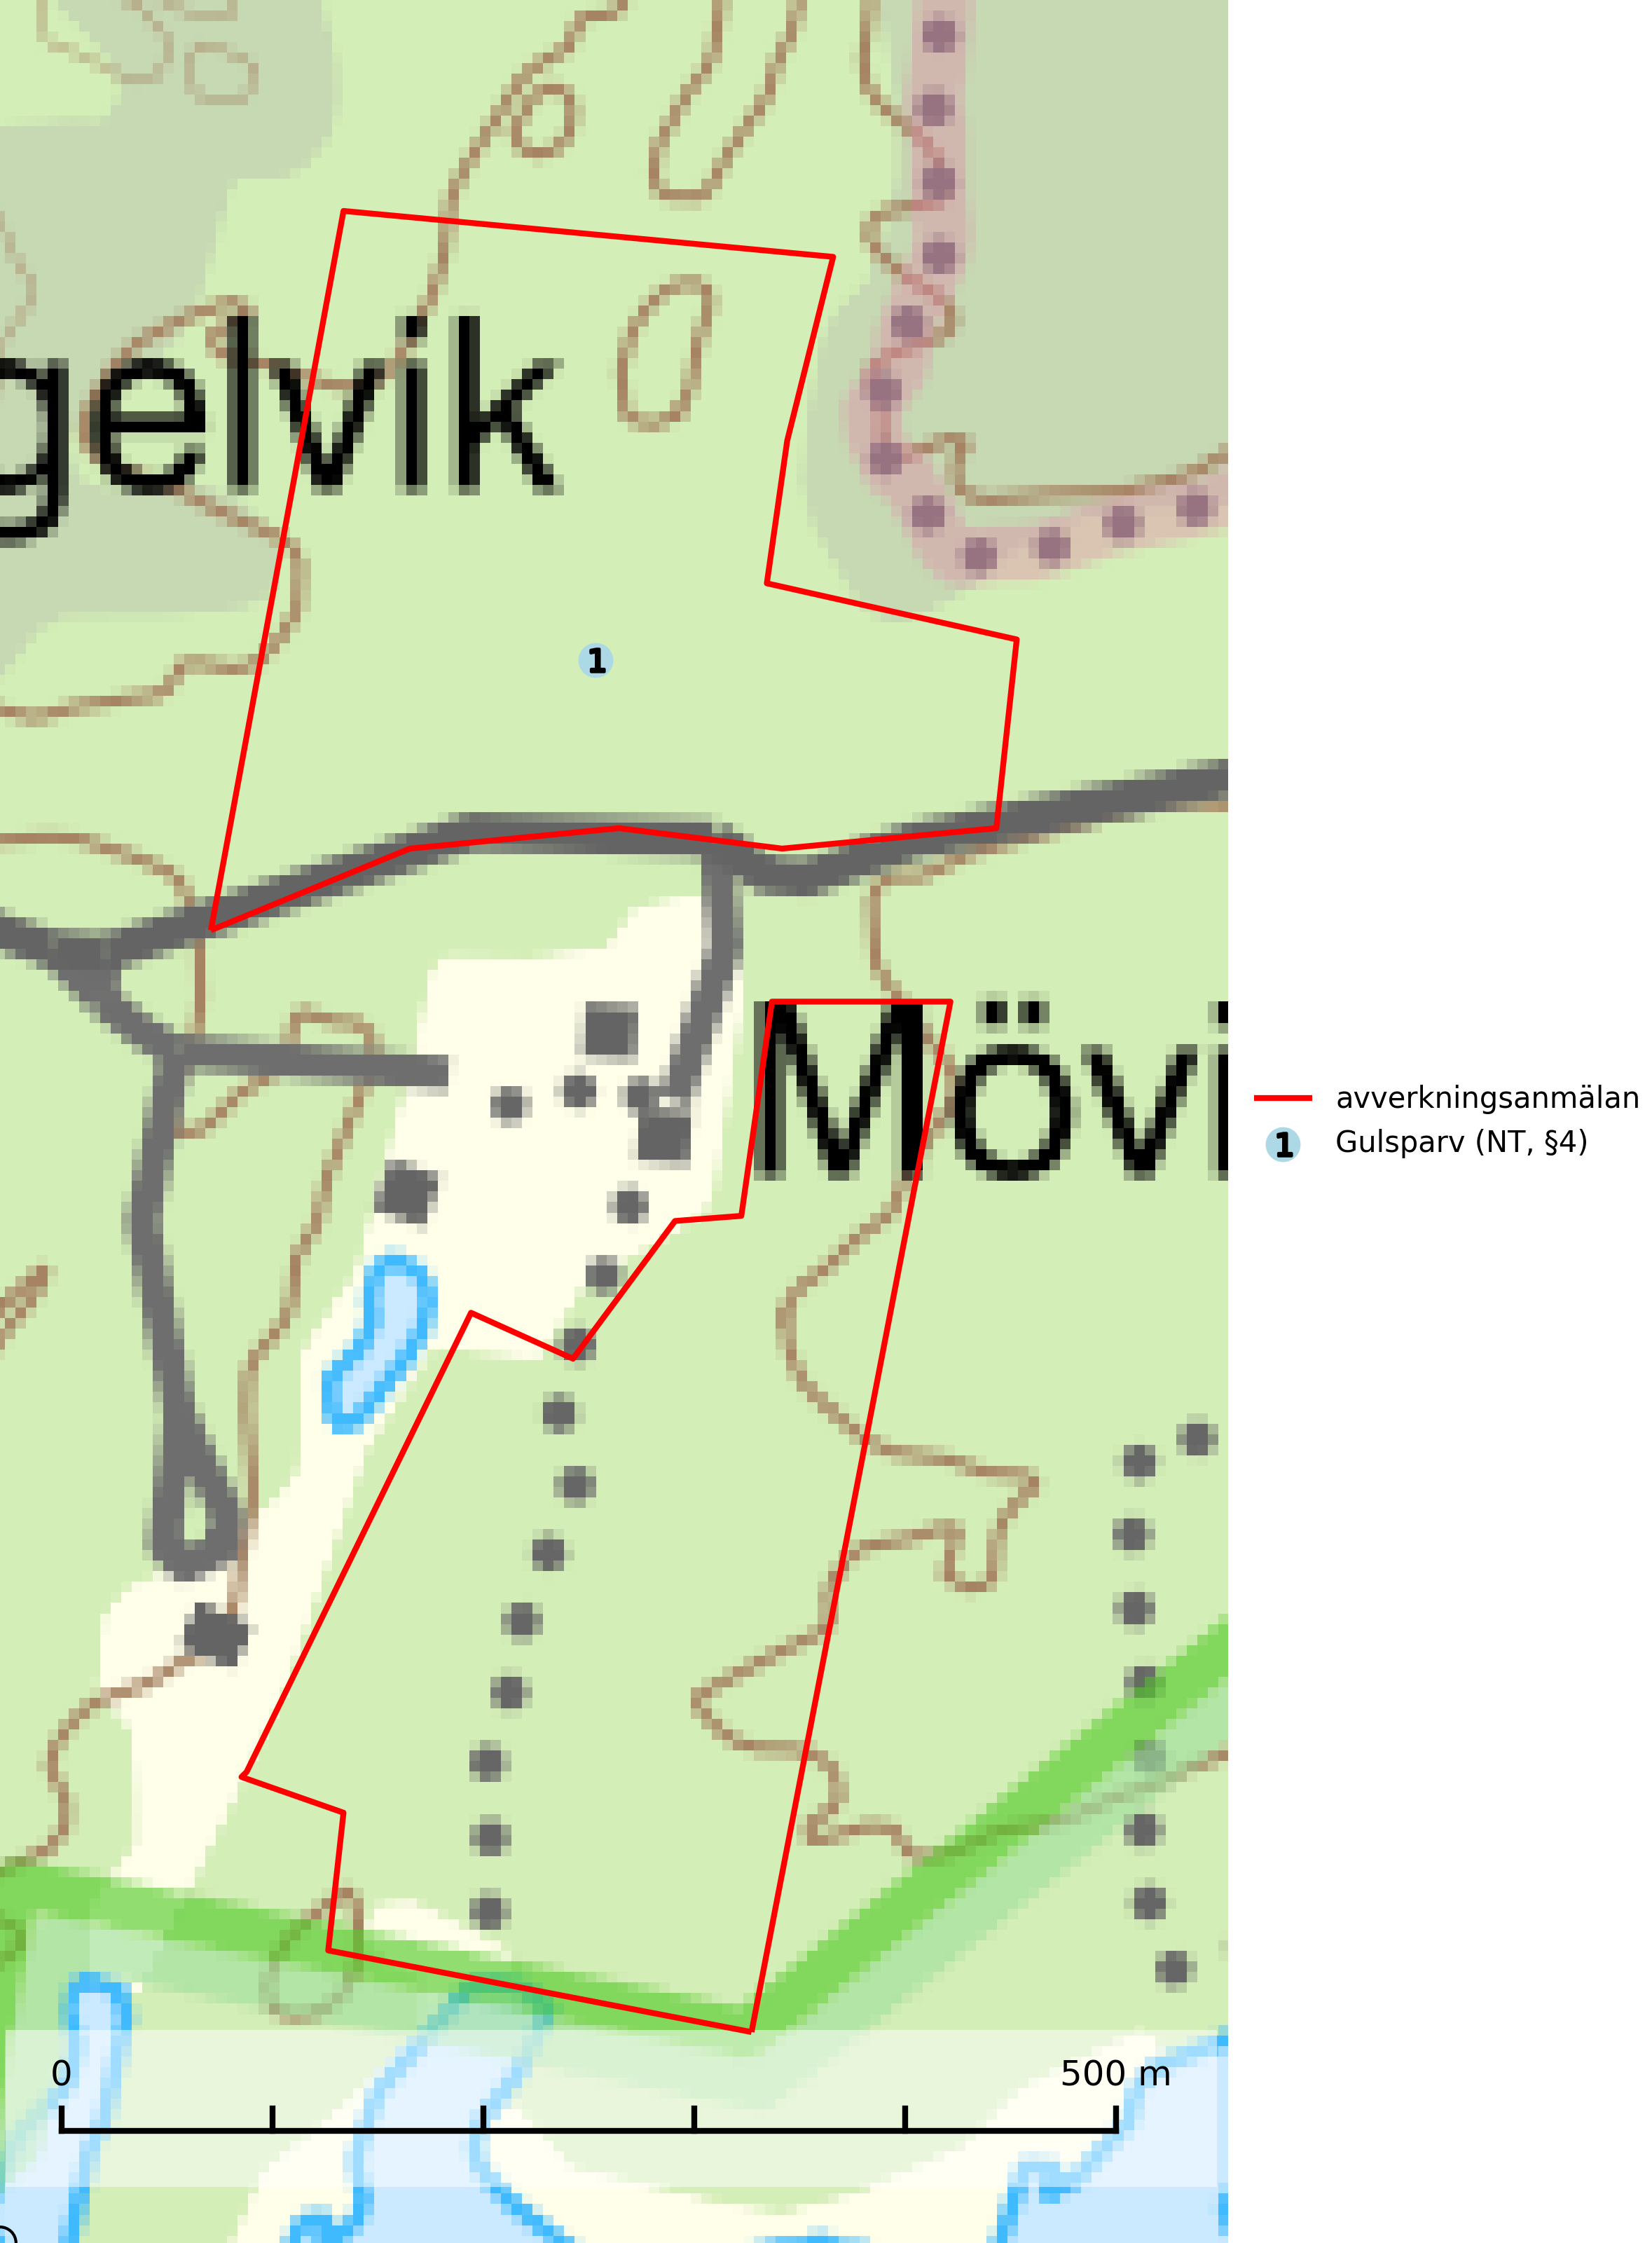 gelvik
1
Mövi
avverkningsanmälan
1 Gulsparv (NT, §4)
0 500 m